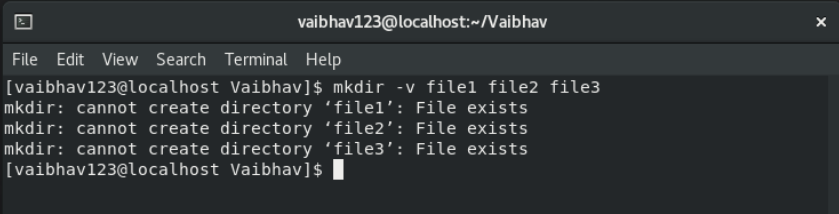 vaibhav123@localhost:~/Vaibhav
File Edit View Search Terminal Help
[vaibhav123@localhost Vaibhav]$ mkdir -v file1 file2 file3
mkdir: cannot create directory ‘file1’: File exists
mkdir: cannot create directory ‘file2’: File exists
mkdir: cannot create directory ‘file3’: File exists
[vaibhav123@localhost Vaibhav]$